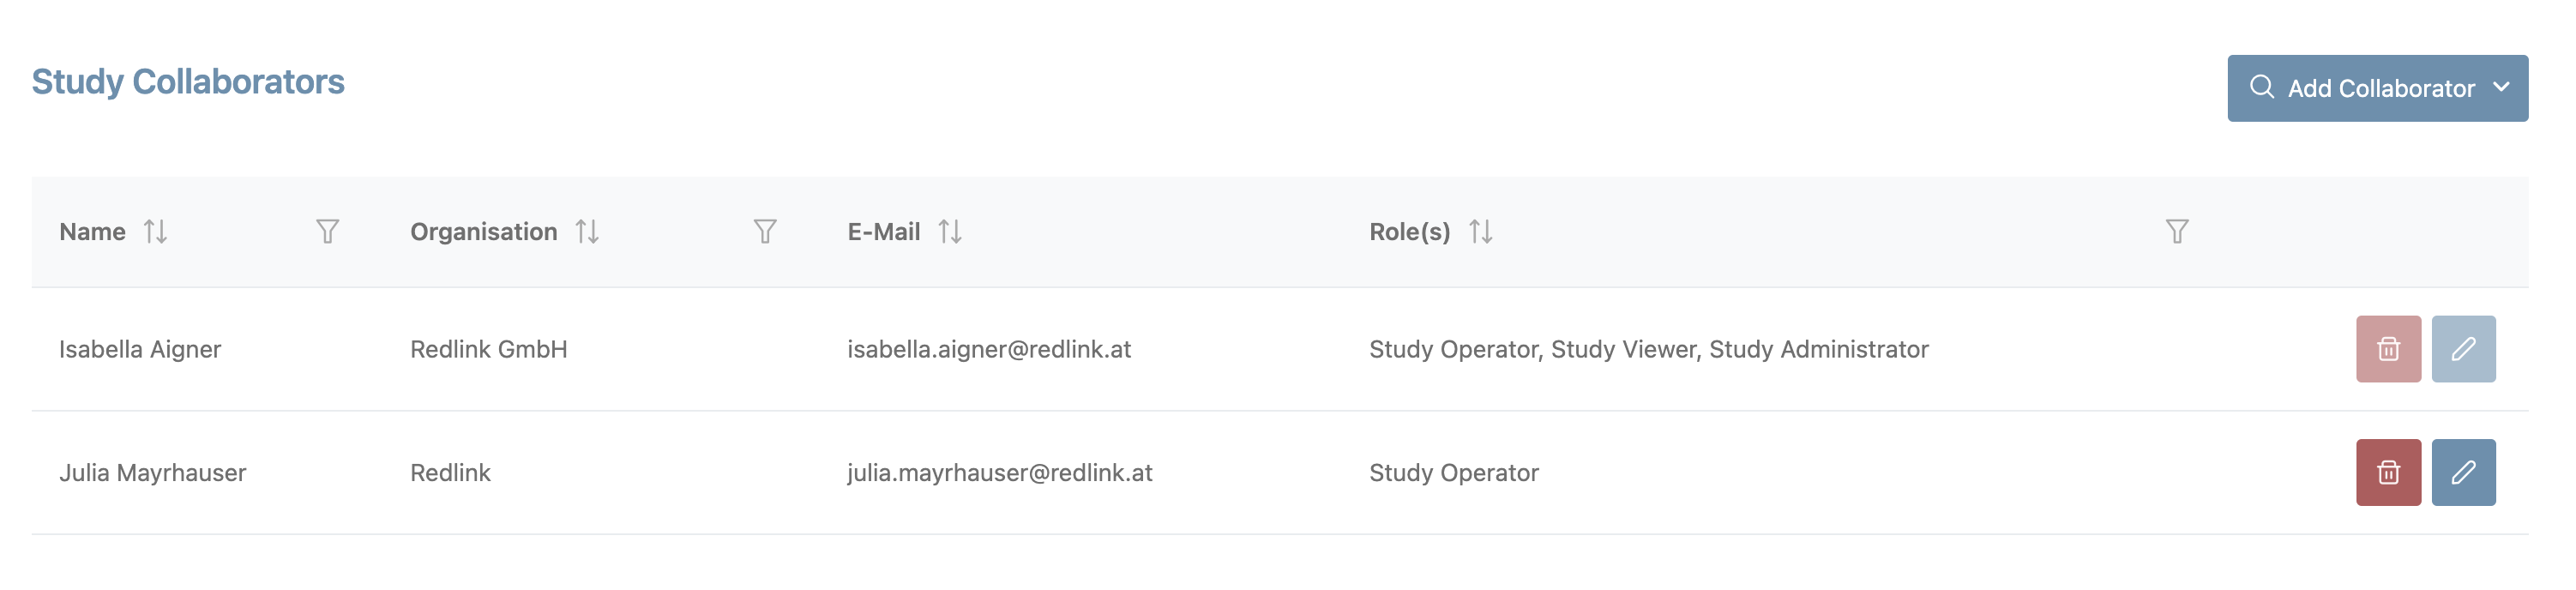 Study Collaborators
Add Collaborator
Name Organisation E-Mail Role(s)
Isabella Aigner Redlink GmbH isabella.aigner@redlink.at Study Operator, Study Viewer, Study Administrator
Julia Mayrhauser Redlink julia.mayrhauser@redlink.at Study Operator